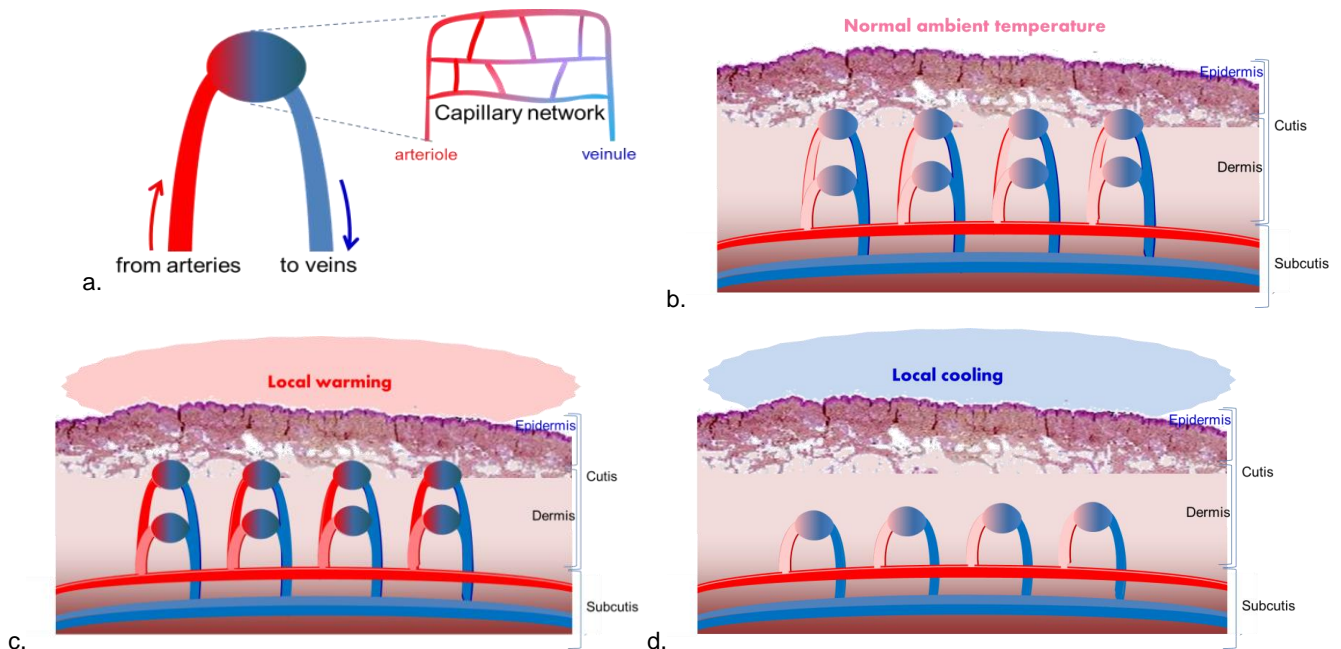 Capillary network
arteriole
veinule
from arteries
to veins
a.
Normal ambient temperature
Epidermis
Cutis
Dermis
Subcutis
b.
Local warming
Epidermis
Cutis
Dermis
Subcutis
c.
Local cooling
Epidermis
Cutis
Dermis
Subcutis
d.